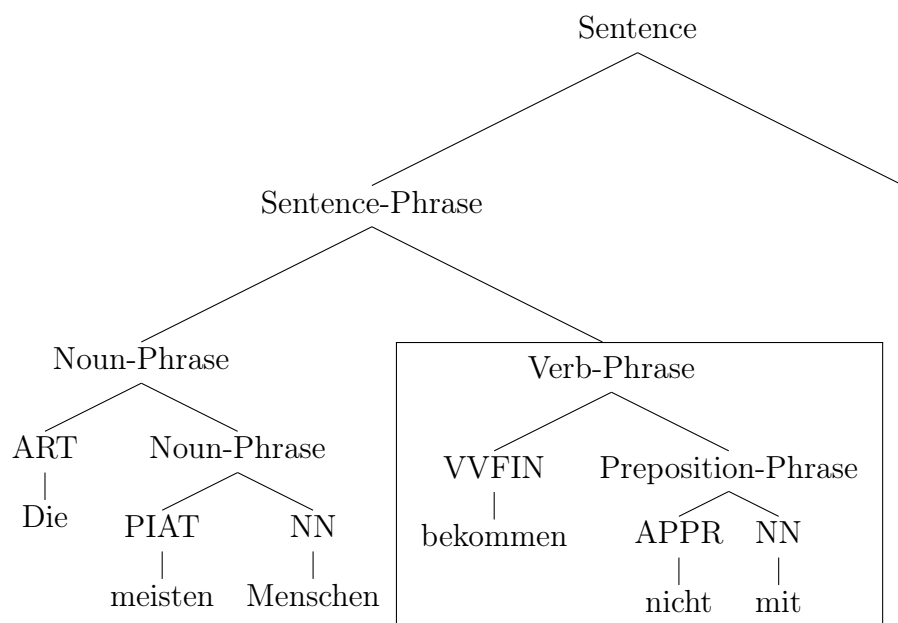 Sentence
Sentence-Phrase
Noun-Phrase Verb-Phrase
ART Noun-Phrase VVFIN Preposition-Phrase
Die PIAT NN bekommen APPR NN
meisten Menschen nicht mit